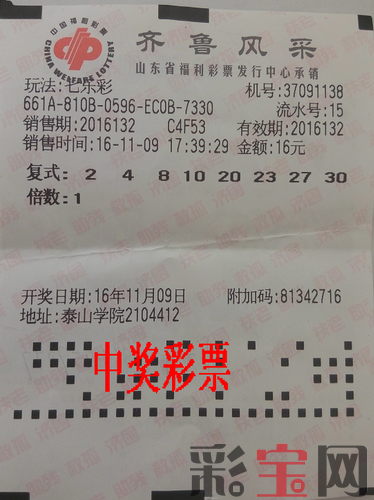 中国福利彩票
CHINA WELFARE LOTTERY
齐鲁风采
山东省福利彩票发行中心承销
玩法:七乐彩 机号:37091138
661A-810B-0596-EC0B-7330 流水号:15
销售期:2016132 C4F53 有效期:2016132
销售时间:16-11-09 17:39:29 金额:16元
复式: 2 4 8 10 20 23 27 30
倍数:1
开奖日期:16年11月09日 附加码:81342716
地址:泰山学院2104412
中奖彩票
彩宝网